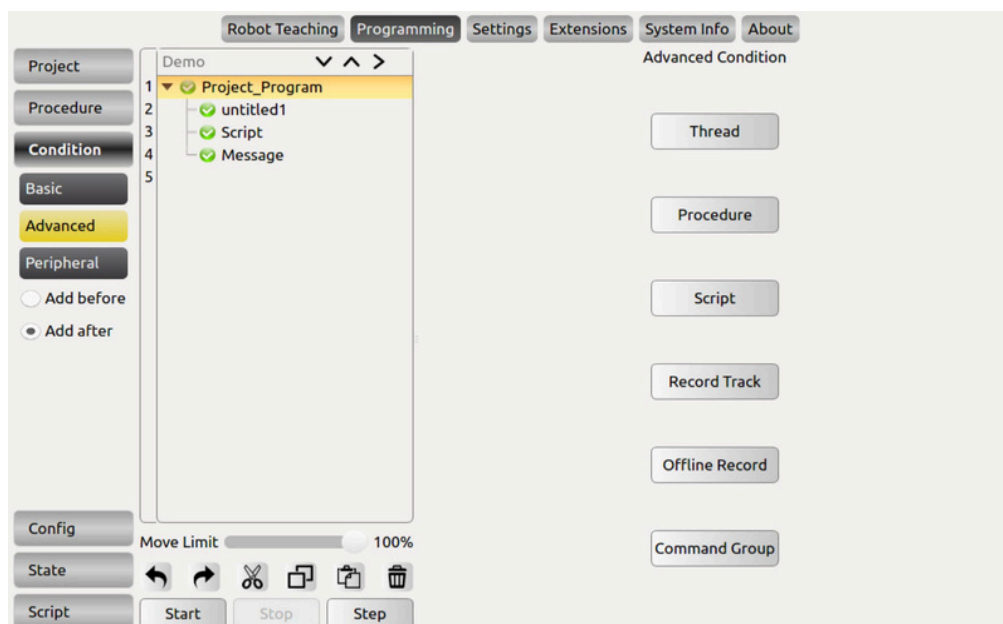 Robot Teaching Programming Settings Extensions System Info About
Project
Procedure
Condition
Basic
Advanced
Peripheral
Add before
Add after
Config
State
Script
Demo
1 Project_Program
2 untitled1
3 Script
4 Message
5
Move Limit 100%
Start Stop Step
Advanced Condition
Thread
Procedure
Script
Record Track
Offline Record
Command Group